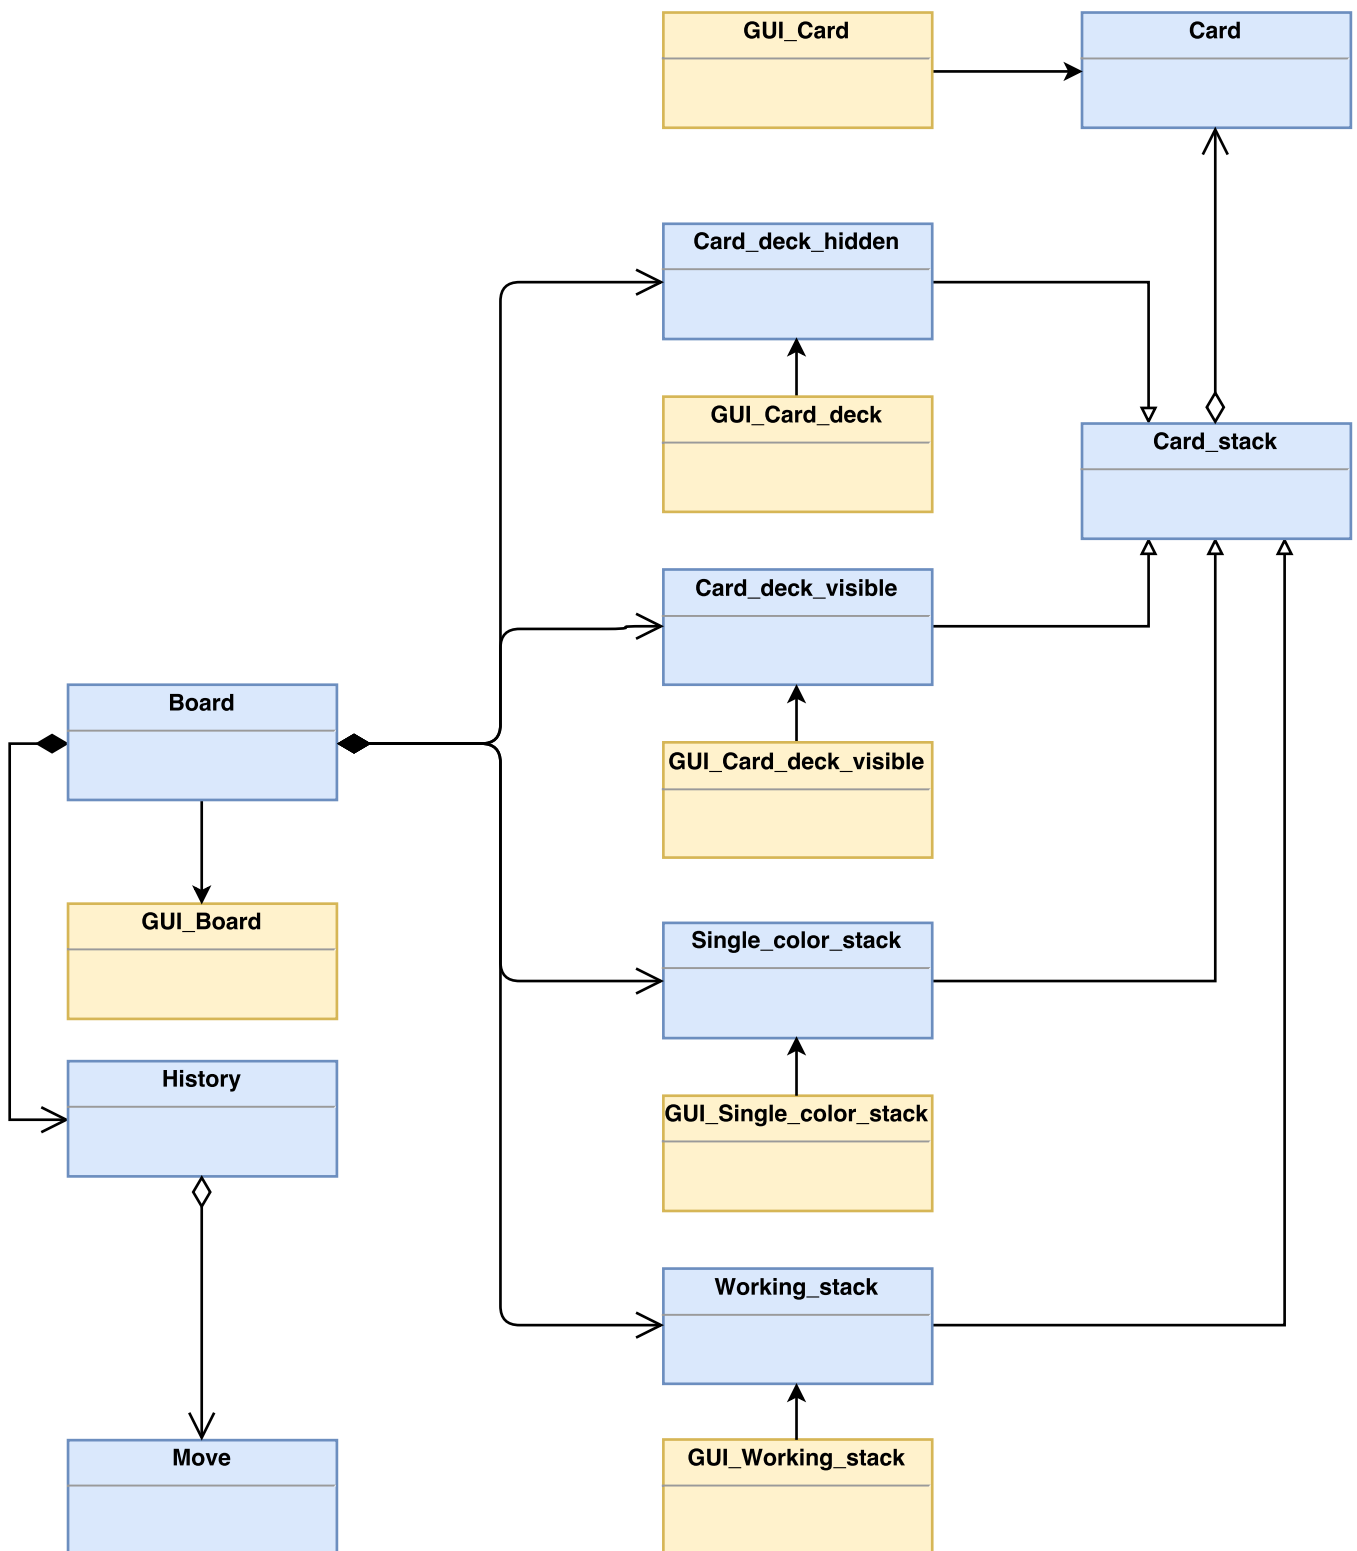 GUI_Card
Card
Card_deck_hidden
GUI_Card_deck
Card_stack
Card_deck_visible
Board
GUI_Card_deck_visible
GUI_Board
Single_color_stack
History
GUI_Single_color_stack
Working_stack
Move
GUI_Working_stack